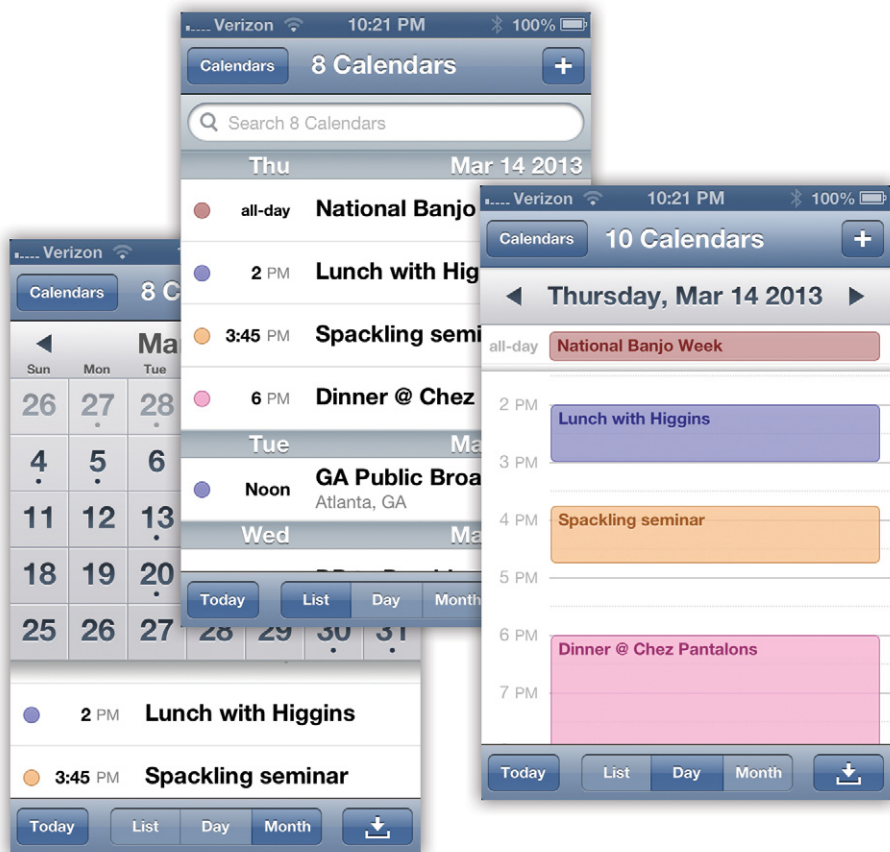 Verizon 10:21 PM 100%
Calendars 8 Calendars +
Search 8 Calendars
Thu Mar 14 2013
all-day National Banjo
2 PM Lunch with Hig
3:45 PM Spackling semi
6 PM Dinner @ Chez
Tue Ma
Noon GA Public Broa
Atlanta, GA
Wed Ma
Today List Day Month
Verizon
Calendars 8 C
Ma
Sun Mon Tue
26 27 28
4 5 6
11 12 13
18 19 20
25 26 27 28 29 30 31
2 PM Lunch with Higgins
3:45 PM Spackling seminar
Today List Day Month
Verizon 10:21 PM 100%
Calendars 10 Calendars +
Thursday, Mar 14 2013
all-day National Banjo Week
2 PM
Lunch with Higgins
3 PM
4 PM Spackling seminar
5 PM
6 PM
Dinner @ Chez Pantalons
7 PM
Today List Day Month